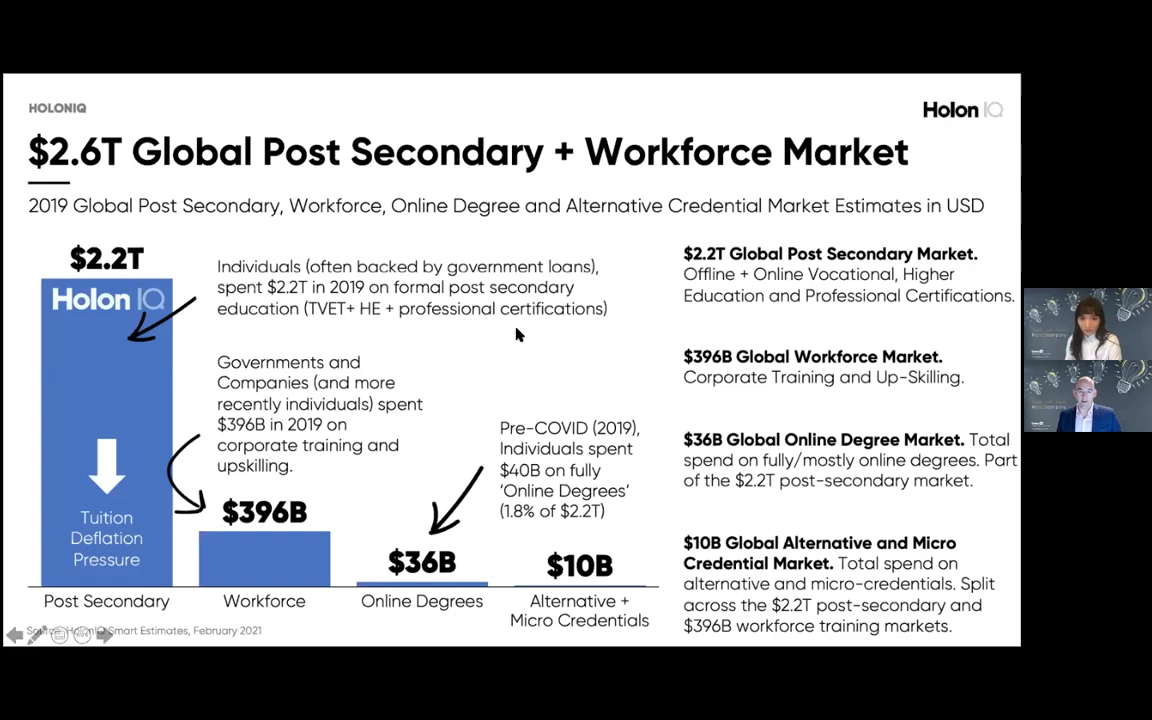 HOLONIQ
Holon IQ
$2.6T Global Post Secondary + Workforce Market
2019 Global Post Secondary, Workforce, Online Degree and Alternative Credential Market Estimates in USD
$2.2T
Holon IQ
Individuals (often backed by government loans),
spent $2.2T in 2019 on formal post secondary
education (TVET+ HE + professional certifications)
Governments and
Companies (and more
recently individuals) spent
$396B in 2019 on
corporate training and
upskilling.
Pre-COVID (2019),
Individuals spent
$40B on fully
‘Online Degrees’
(1.8% of $2.2T)
Tuition
Deflation
Pressure
$396B
$36B
$10B
Post Secondary
Workforce
Online Degrees
Alternative +
Micro Credentials
$2.2T Global Post Secondary Market.
Offline + Online Vocational, Higher
Education and Professional Certifications.
$396B Global Workforce Market.
Corporate Training and Up-Skilling.
$36B Global Online Degree Market. Total
spend on fully/mostly online degrees. Part
of the $2.2T post-secondary market.
$10B Global Alternative and Micro
Credential Market. Total spend on
alternative and micro-credentials. Split
across the $2.2T post-secondary and
$396B workforce training markets.
Source: HolonIQ Smart Estimates, February 2021